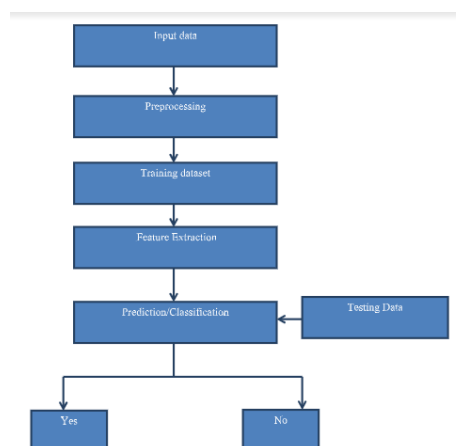 Input data
Preprocessing
Training dataset
Feature Extraction
Prediction/Classification
Testing Data
Yes
No